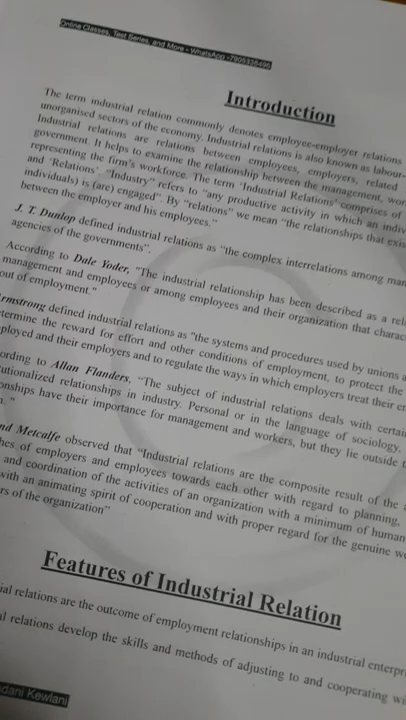 Online Classes, Test Series, and More - WhatsApp +7905338495
Introduction
The term industrial relation commonly denotes employee-employer relations
unorganised sectors of the economy. Industrial relations is also known as labour-
Industrial relations are relations between employees, employers, related
government It helps to examine the relationship between the management, wor
representing the firm's workforce. The term 'Industrial Relations' comprises of
and 'Relations'. "Industry" refers to "any productive activity in which an indiv
individuals) is (are) engaged". By "relations" we mean "the relationships that exis
between the employer and his employees."
J. T. Dunlop defined industrial relations as "the complex interrelations among man
agencies of the governments".
According to Dale Yoder, "The industrial relationship has been described as a rela
management and employees or among employees and their organization that charac
out of employment."
rmstrong defined industrial relations as "the systems and procedures used by unions a
termine the reward for effort and other conditions of employment, to protect the
ployed and their employers and to regulate the ways in which employers treat their em
ording to Allan Flanders, "The subject of industrial relations deals with certain
utionalized relationships in industry. Personal or in the language of sociology,
onships have their importance for management and workers, but they lie outside t
"
nd Metcalfe observed that "Industrial relations are the composite result of the a
hes of employers and employees towards each other with regard to planning,
and coordination of the activities of an organization with a minimum of human
with an animating spirit of cooperation and with proper regard for the genuine we
rs of the organization"
Features of Industrial Relation
ial relations are the outcome of employment relationships in an industrial enterpri
al relations develop the skills and methods of adjusting to and cooperating wi
dani Kewlani